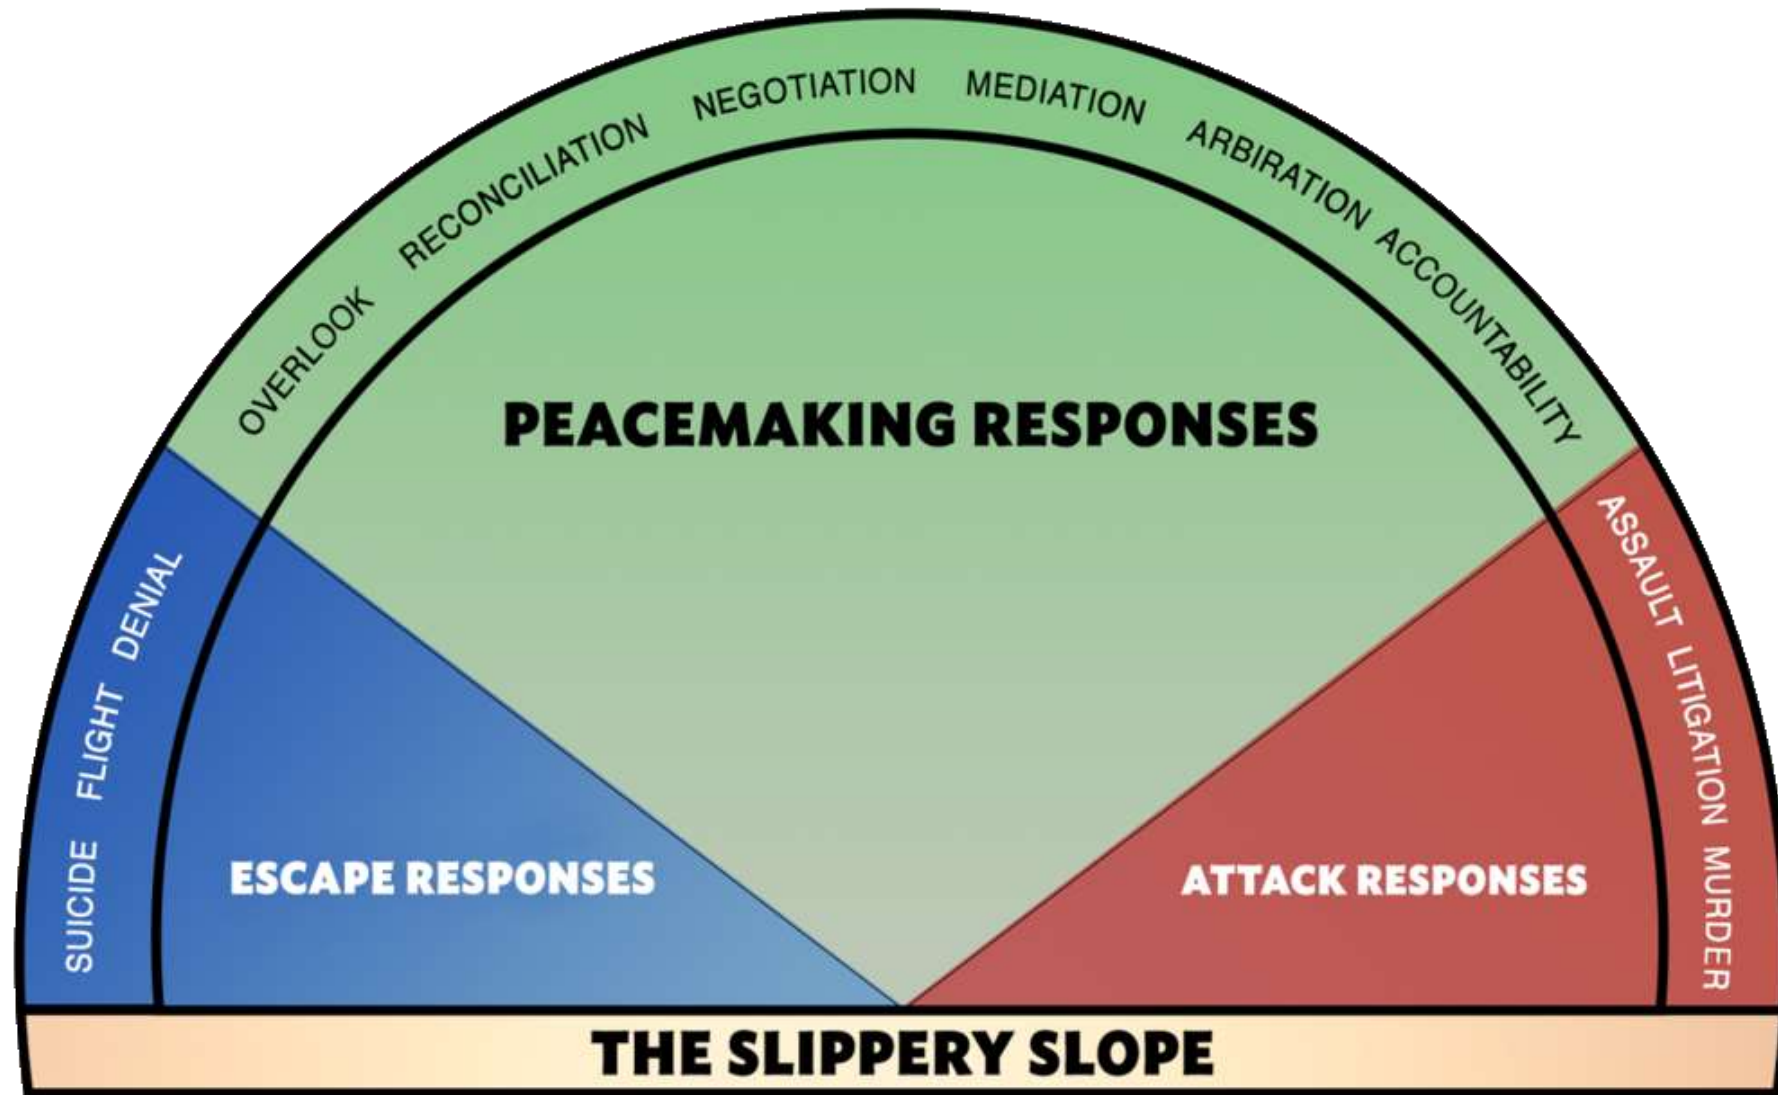 OVERLOOK RECONCILIATION NEGOTIATION MEDIATION ARBIRATION ACCOUNTABILITY
PEACEMAKING RESPONSES
SUICIDE FLIGHT DENIAL
ESCAPE RESPONSES
ASSAULT LITIGATION MURDER
ATTACK RESPONSES
THE SLIPPERY SLOPE